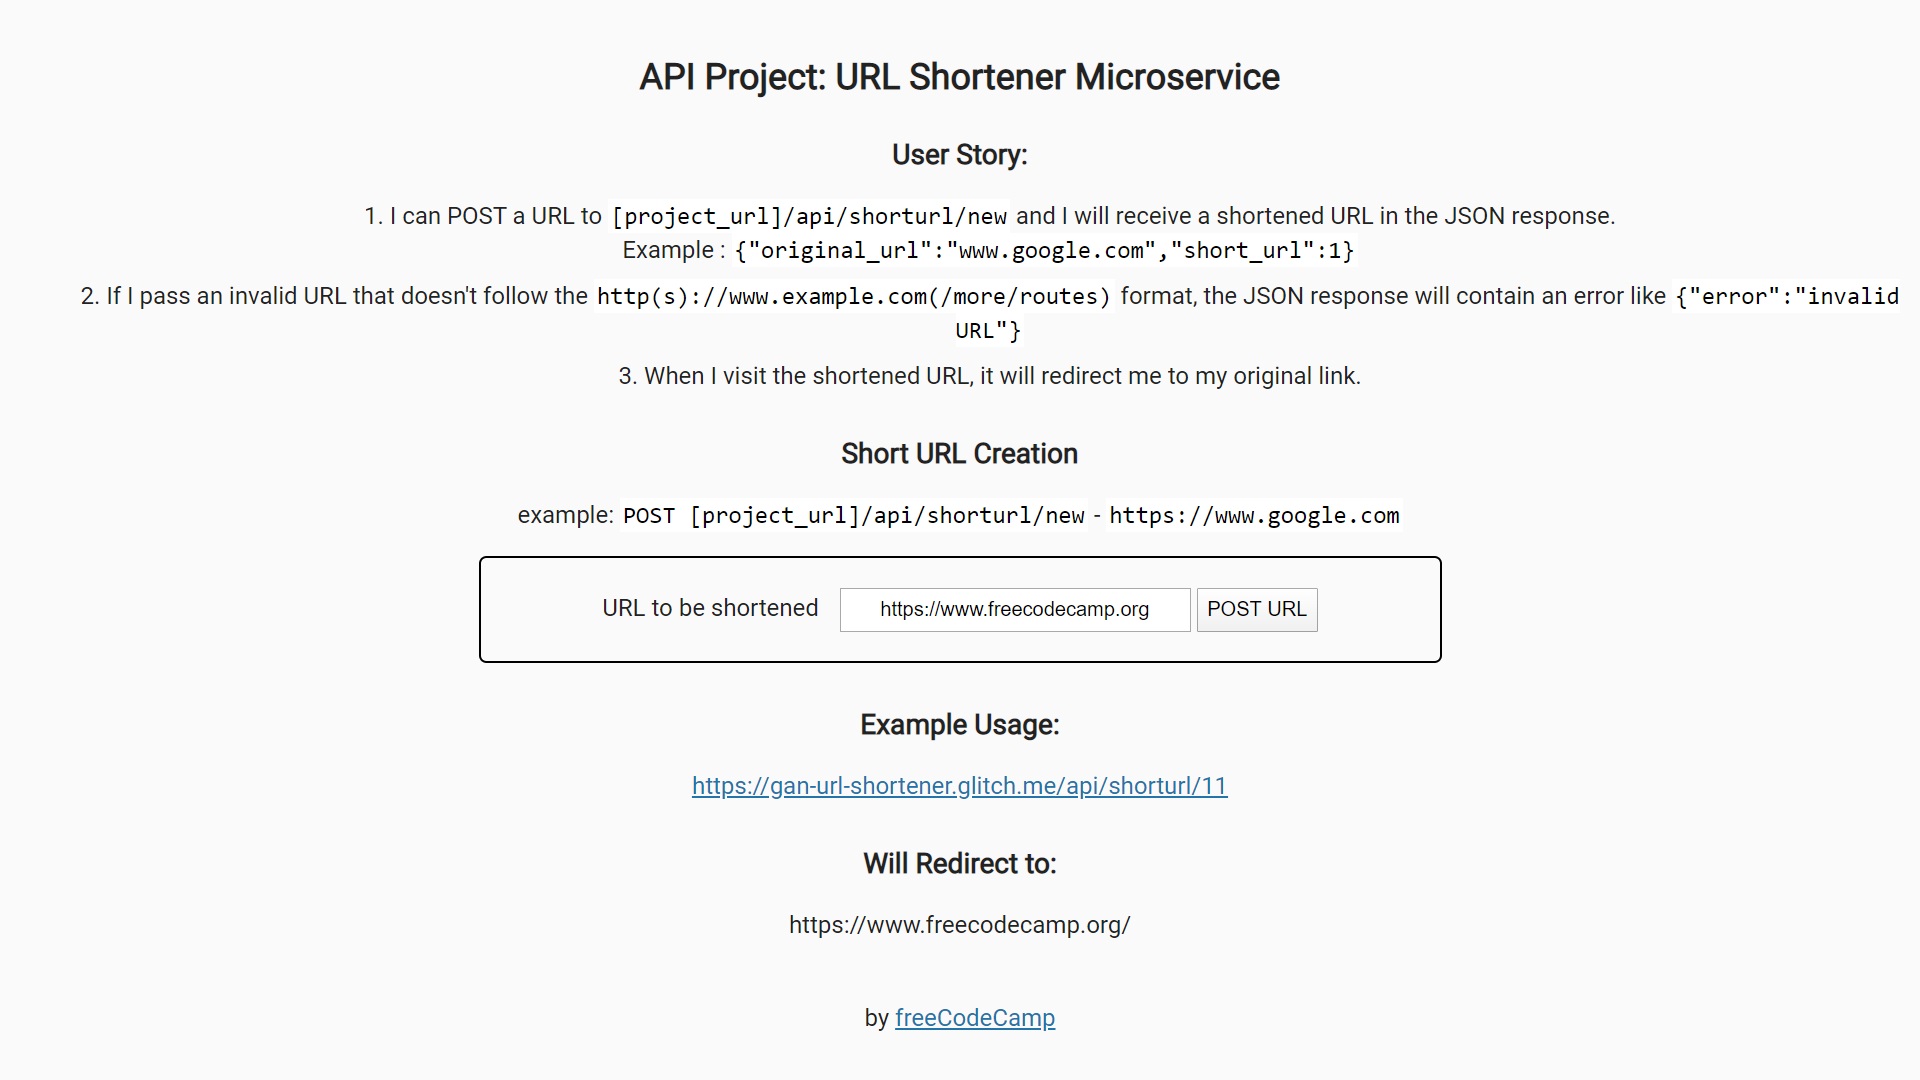 API Project: URL Shortener Microservice
User Story:
1. I can POST a URL to [project_url]/api/shorturl/new and I will receive a shortened URL in the JSON response.
Example : {"original_url":"www.google.com","short_url":1}
2. If I pass an invalid URL that doesn't follow the http(s)://www.example.com(/more/routes) format, the JSON response will contain an error like {"error":"invalid
URL"}
3. When I visit the shortened URL, it will redirect me to my original link.
Short URL Creation
example: POST [project_url]/api/shorturl/new - https://www.google.com
URL to be shortened https://www.freecodecamp.org POST URL
Example Usage:
https://gan-url-shortener.glitch.me/api/shorturl/11
Will Redirect to:
https://www.freecodecamp.org/
by freeCodeCamp